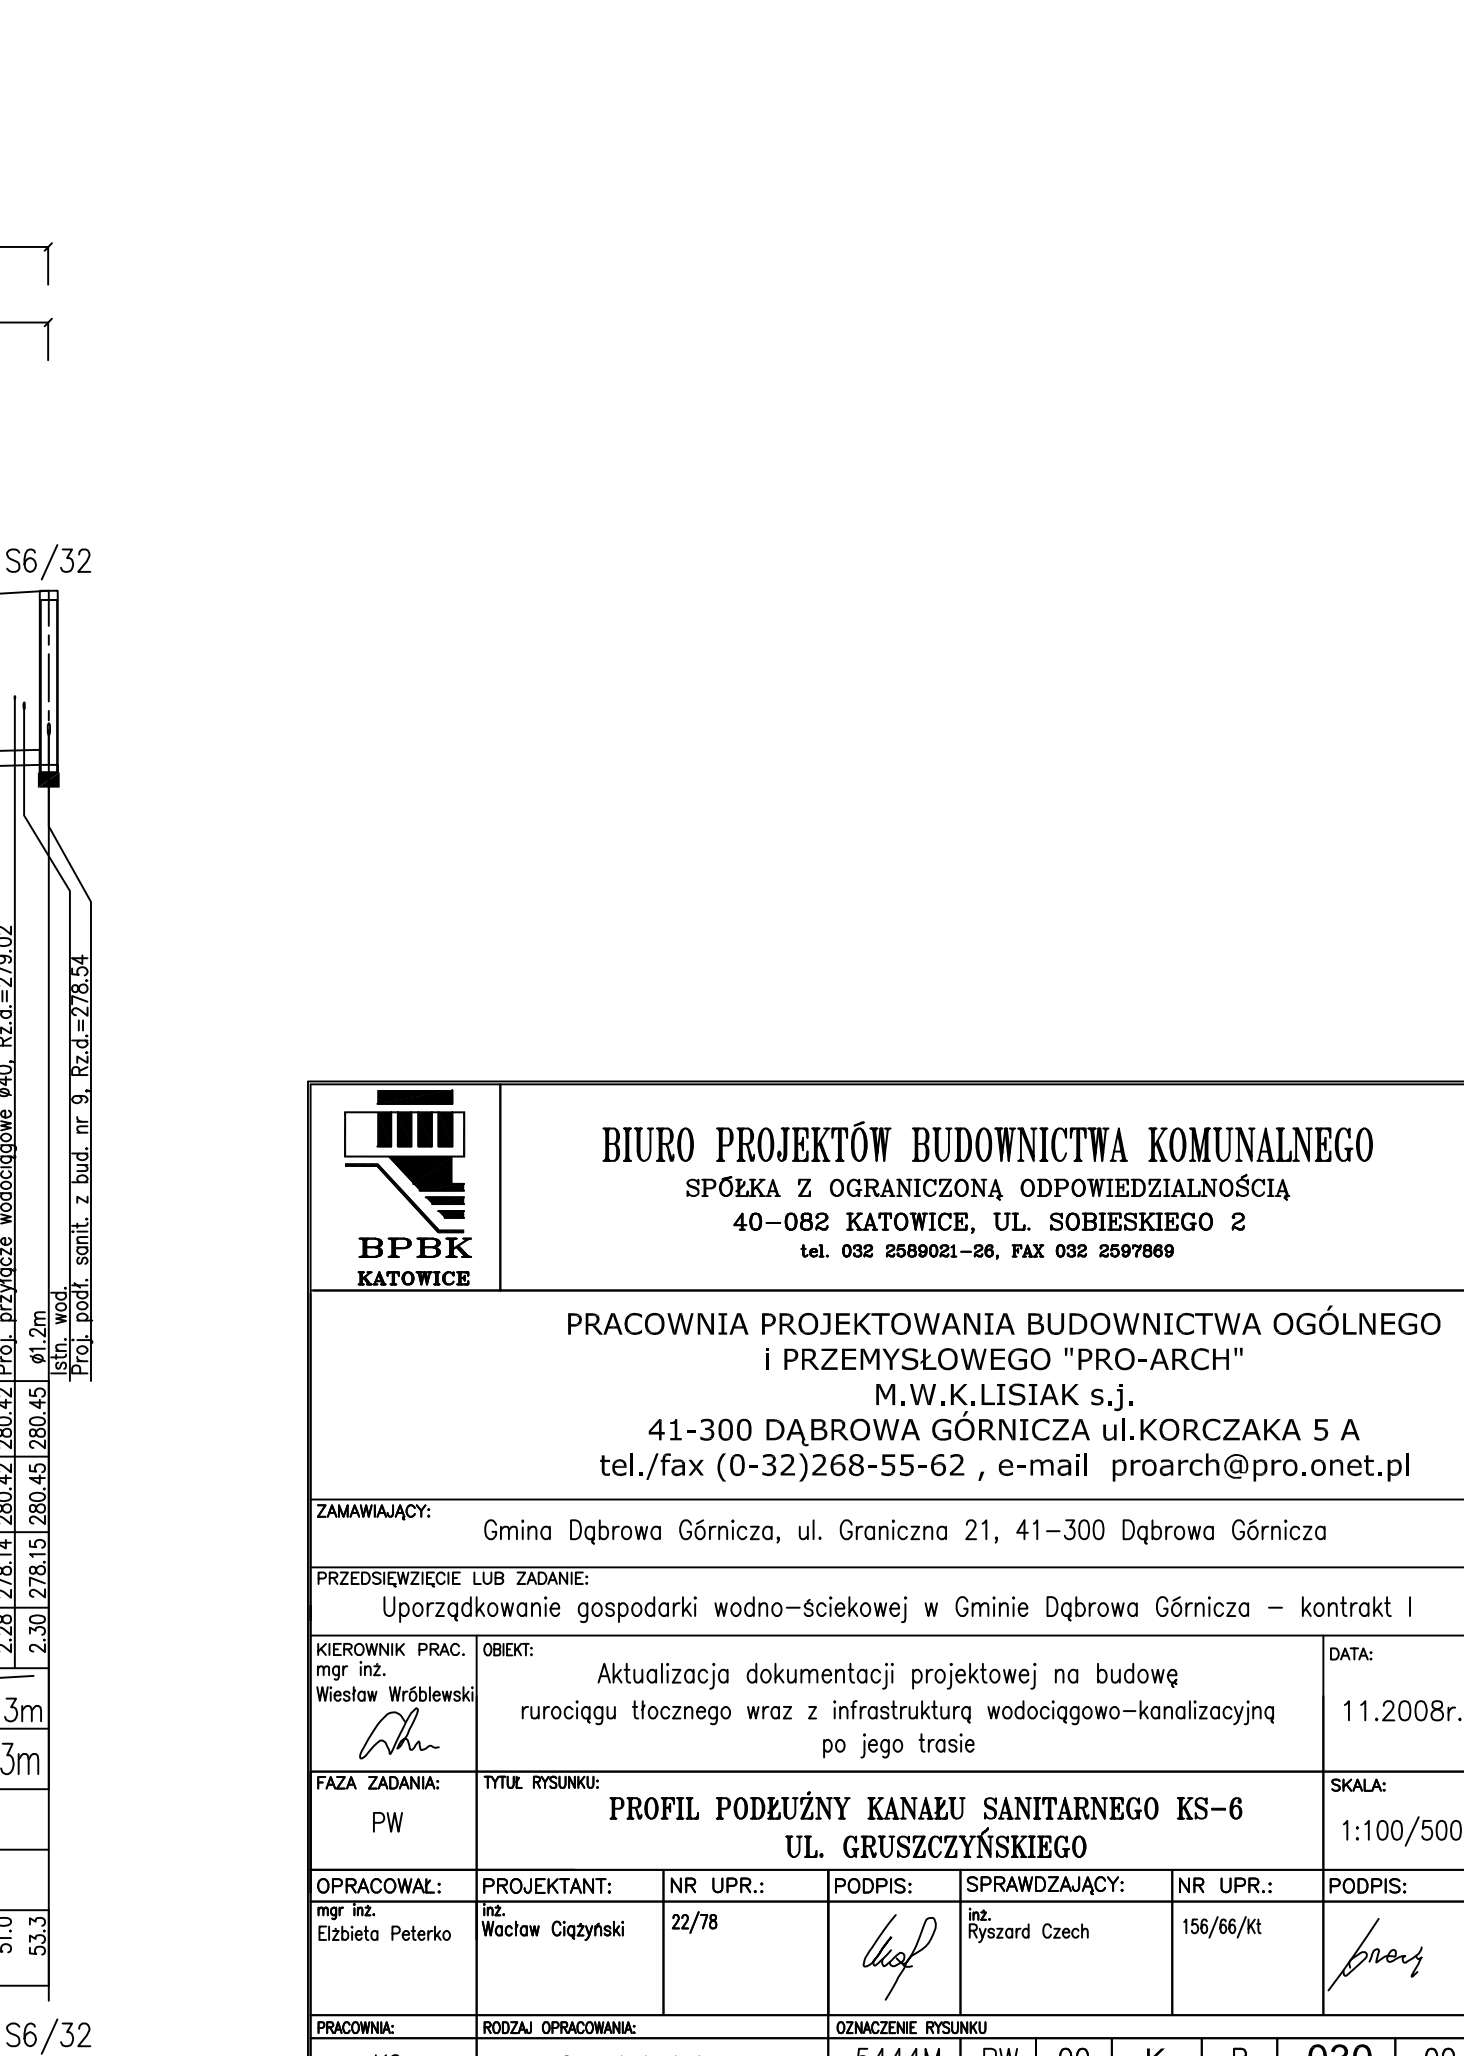 S6/32
Proj. przyłącze wodociągowe ø40, Rz.d.=279.02
ø1.2m
Istn. wod.
Proj. podł. sanit. z bud. nr 9, Rz.d.=278.54
280.42 280.45
280.42 280.45
278.14 278.15
2.28 2.30
3m
3m
51.0 53.3
S6/32
BPBK
KATOWICE
BIURO PROJEKTÓW BUDOWNICTWA KOMUNALNEGO
SPÓŁKA Z OGRANICZONĄ ODPOWIEDZIALNOŚCIĄ
40-082 KATOWICE, UL. SOBIESKIEGO 2
tel. 032 2589021-26, FAX 032 2597869
PRACOWNIA PROJEKTOWANIA BUDOWNICTWA OGÓLNEGO
i PRZEMYSŁOWEGO "PRO-ARCH"
M.W.K.LISIAK s.j.
41-300 DĄBROWA GÓRNICZA ul.KORCZAKA 5 A
tel./fax (0-32)268-55-62 , e-mail proarch@pro.onet.pl
ZAMAWIAJĄCY:
Gmina Dąbrowa Górnicza, ul. Graniczna 21, 41-300 Dąbrowa Górnicza
PRZEDSIĘWZIĘCIE LUB ZADANIE:
Uporządkowanie gospodarki wodno-ściekowej w Gminie Dąbrowa Górnicza - kontrakt I
KIEROWNIK PRAC.
mgr inż.
Wiesław Wróblewski
OBIEKT:
Aktualizacja dokumentacji projektowej na budowę
rurociągu tłocznego wraz z infrastrukturą wodociągowo-kanalizacyjną
po jego trasie
DATA:
11.2008r.
FAZA ZADANIA:
PW
TYTUŁ RYSUNKU:
PROFIL PODŁUŻNY KANAŁU SANITARNEGO KS-6
UL. GRUSZCZYŃSKIEGO
SKALA:
1:100/500
OPRACOWAŁ: PROJEKTANT: NR UPR.: PODPIS: SPRAWDZAJĄCY: NR UPR.: PODPIS:
mgr inż.
Elżbieta Peterko
inż.
Wacław Ciążyński
22/78
inż.
Ryszard Czech
156/66/Kt
PRACOWNIA: RODZAJ OPRACOWANIA: OZNACZENIE RYSUNKU